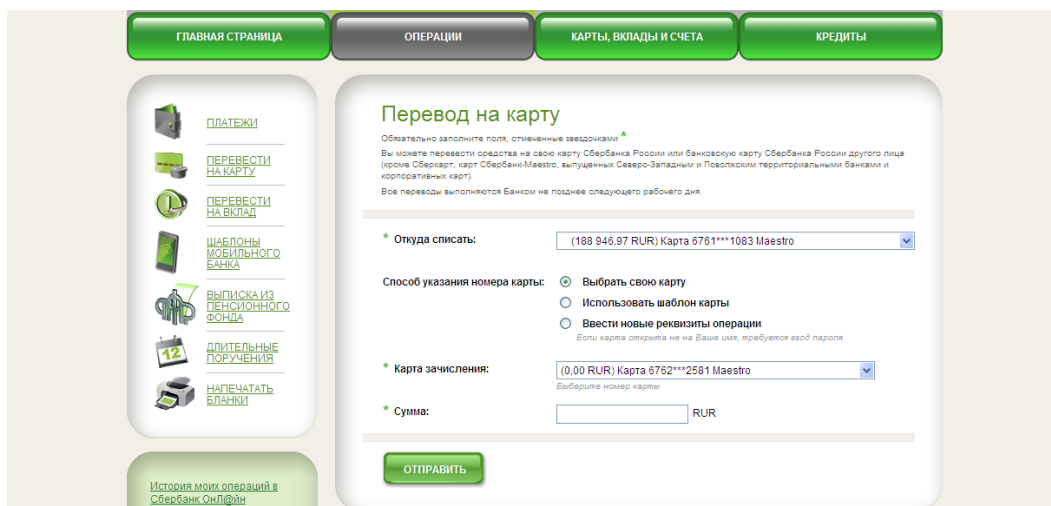 ГЛАВНАЯ СТРАНИЦА
ОПЕРАЦИИ
КАРТЫ, ВКЛАДЫ И СЧЕТА
КРЕДИТЫ
ПЛАТЕЖИ
ПЕРЕВЕСТИ
НА КАРТУ
ПЕРЕВЕСТИ
НА ВКЛАД
ШАБЛОНЫ
МОБИЛЬНОГО
БАНКА
ВЫПИСКА ИЗ
ПЕНСИОННОГО
ФОНДА
ДЛИТЕЛЬНЫЕ
ПОРУЧЕНИЯ
НАПЕЧАТАТЬ
БЛАНКИ
История моих операций в
Сбербанк ОнЛ@йн
Перевод на карту
Обязательно заполните поля, отмеченные звездочками *
Вы можете перевести средства на свою карту Сбербанка России или банковскую карту Сбербанка России другого лица
(кроме Сберкарт, карт Сбербанк-Maestro, выпущенных Северо-Западным и Поволжским территориальными банками и
корпоративных карт).
Все переводы выполняются Банком не позднее следующего рабочего дня.
* Откуда списать: (188 946,97 RUR) Карта 6761***1083 Maestro
Способ указания номера карты: Выбрать свою карту
Использовать шаблон карты
Ввести новые реквизиты операции
Если карта открыта не на Ваше имя, требуется ввод пароля
* Карта зачисления: (0,00 RUR) Карта 6762***2581 Maestro
Выберите номер карты
* Сумма: RUR
ОТПРАВИТЬ
12